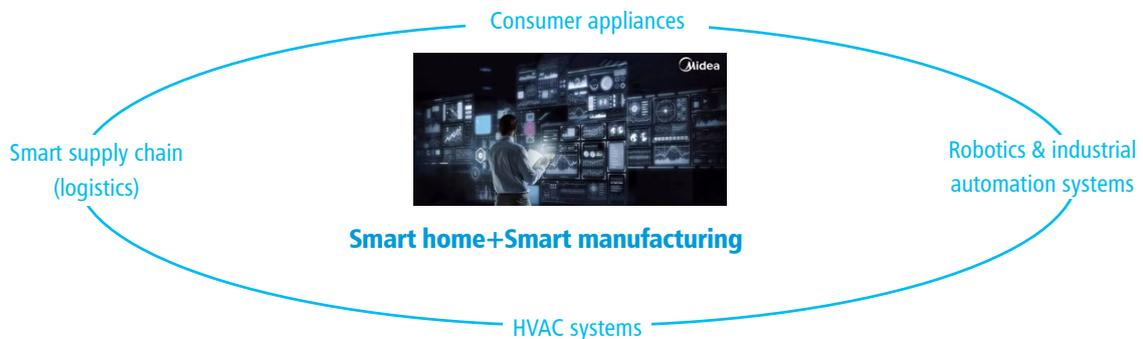 Consumer appliances
Midea
Smart supply chain
(logistics)
Robotics & industrial
automation systems
Smart home+Smart manufacturing
HVAC systems